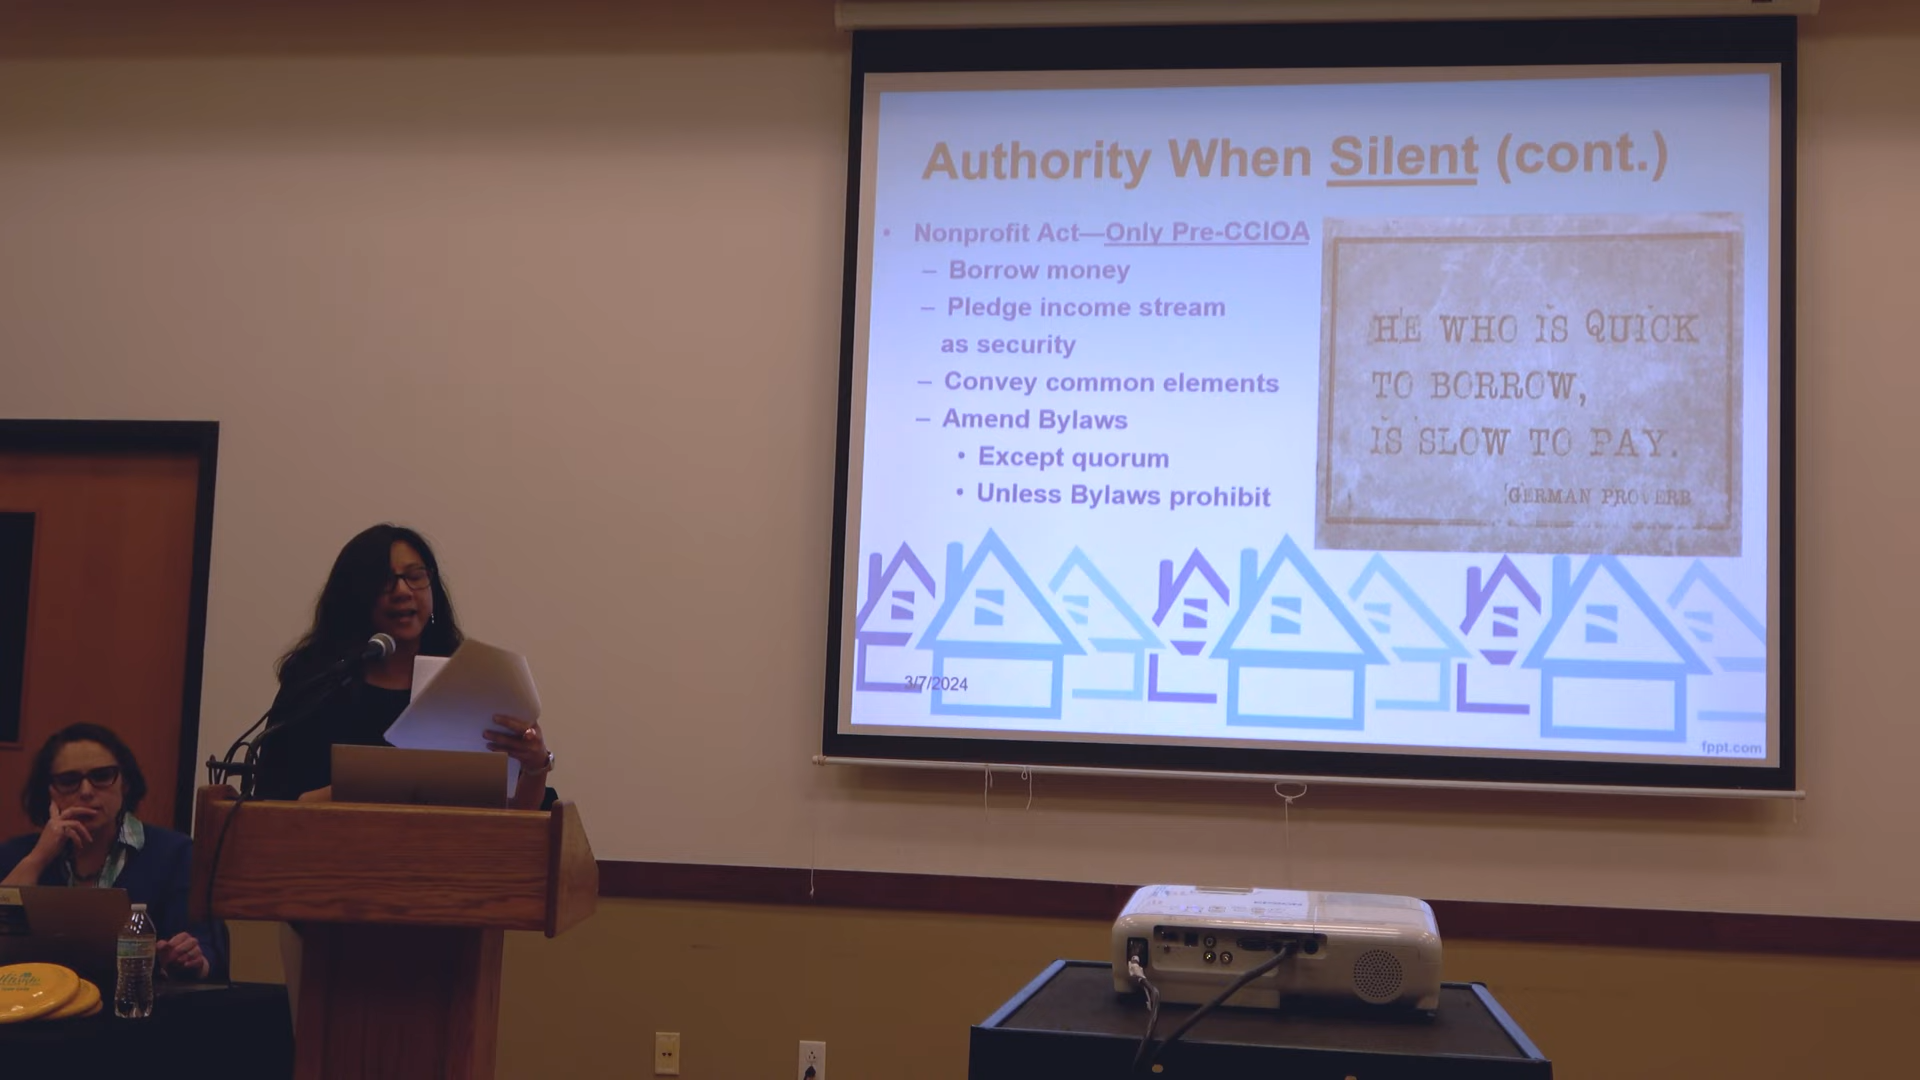 Authority When Silent (cont.)
• Nonprofit Act—Only Pre-CCIOA
– Borrow money
– Pledge income stream
as security
– Convey common elements
– Amend Bylaws
• Except quorum
• Unless Bylaws prohibit
HE WHO IS QUICK
TO BORROW,
IS SLOW TO PAY.
GERMAN PROVERB
3/7/2024
fppt.com